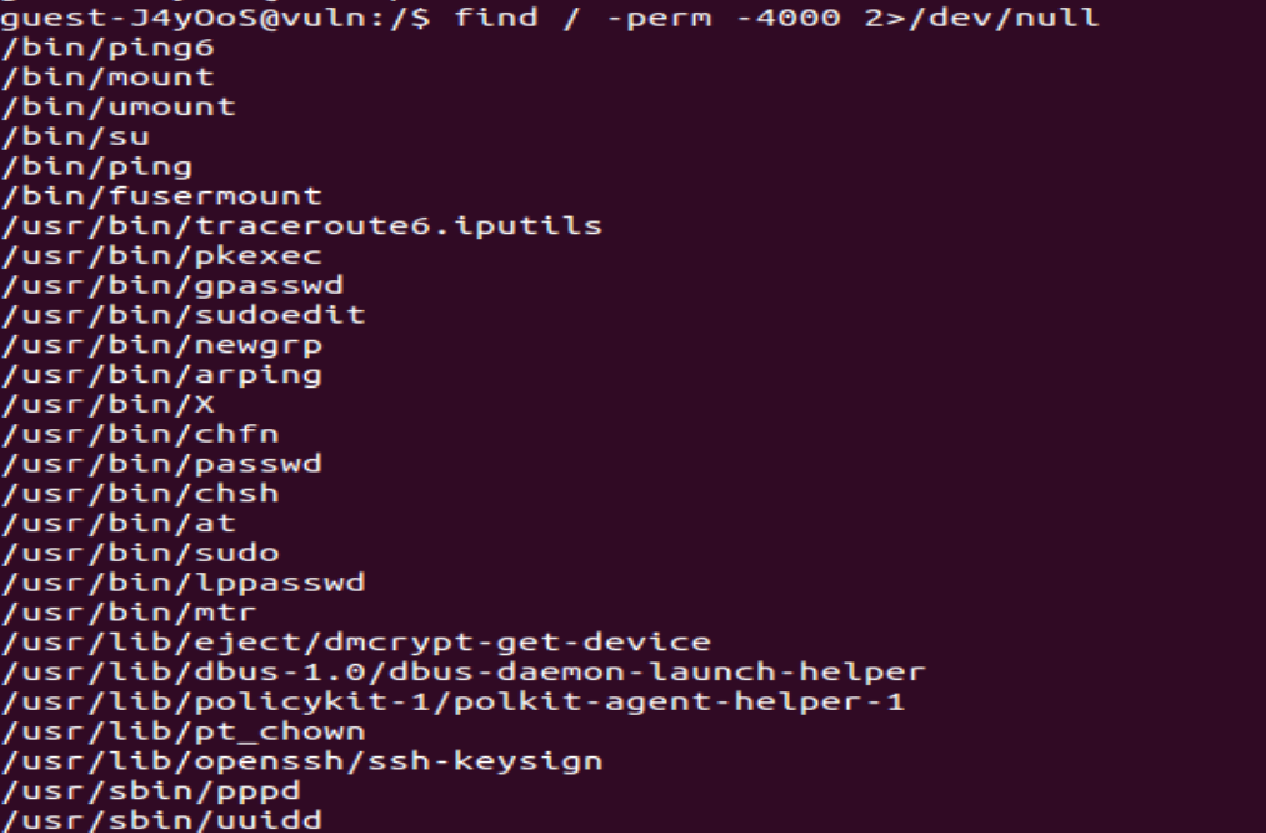 guest-J4yOoS@vuln:/$ find / -perm -4000 2>/dev/null
/bin/ping6
/bin/mount
/bin/umount
/bin/su
/bin/ping
/bin/fusermount
/usr/bin/traceroute6.iputils
/usr/bin/pkexec
/usr/bin/gpasswd
/usr/bin/sudoedit
/usr/bin/newgrp
/usr/bin/arping
/usr/bin/X
/usr/bin/chfn
/usr/bin/passwd
/usr/bin/chsh
/usr/bin/at
/usr/bin/sudo
/usr/bin/lppasswd
/usr/bin/mtr
/usr/lib/eject/dmcrypt-get-device
/usr/lib/dbus-1.0/dbus-daemon-launch-helper
/usr/lib/policykit-1/polkit-agent-helper-1
/usr/lib/pt_chown
/usr/lib/openssh/ssh-keysign
/usr/sbin/pppd
/usr/sbin/uuidd